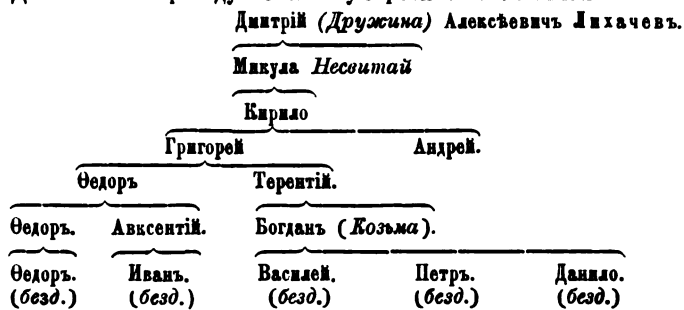 Дмитрій (Дружина) Алексѣевичъ Лихачевъ.
Микула Несвитай
Кирило
Григорей Андрей.
Ѳедоръ Терентій.
Ѳедоръ. Авксентій. Богданъ (Козьма).
Ѳедоръ. Иванъ. Василей. Петръ. Данило.
(безд.) (безд.) (безд.) (безд.) (безд.)